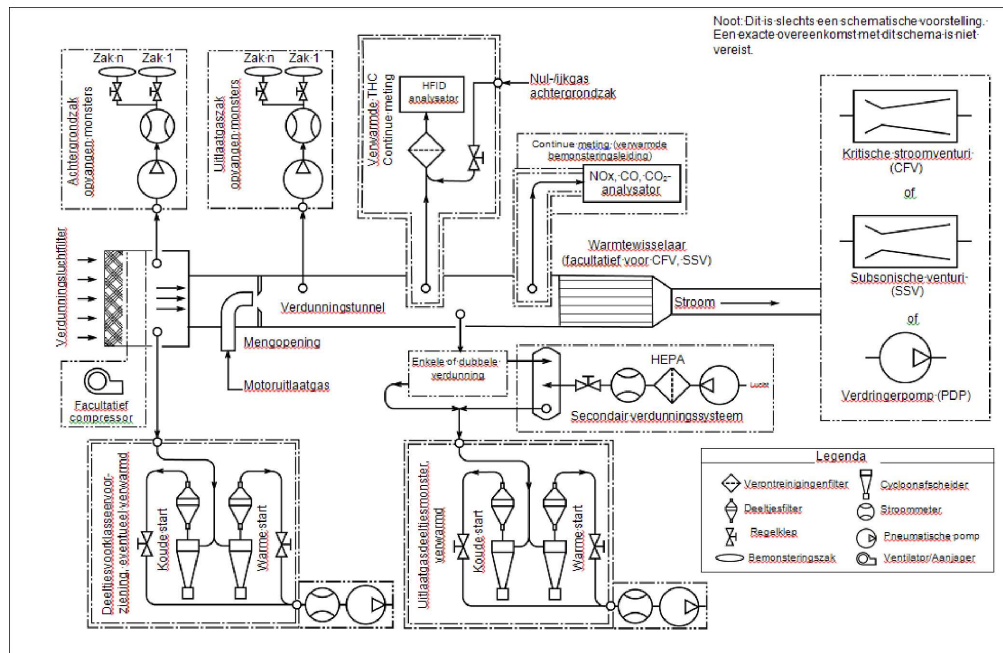 Noot: Dit is slechts een schematische voorstelling.
Een exacte overeenkomst met dit schema is niet
vereist.
Zak n
Zak 1
Achtergrondzak
opvangen monsters
Zak n
Zak 1
Uitlaatgaszak
opvangen monsters
Verwarmde THC
Continue meting
HFID
analysator
Nul-/ijkgas
achtergrondzak
Continue meting (verwarmde
bemonsteringsleiding)
NOx, CO, CO2-
analysator
Kritische stroomventuri
(CFV)
of
Subsonische venturi
(SSV)
of
Verdringerpomp (PDP)
Verdunningsluchtfilter
Verdunningstunnel
Warmtewisselaar
(facultatief voor CFV, SSV)
Stroom
Mengopening
Motoruitlaatgas
Facultatief
compressor
Enkele of dubbele
verdunning
HEPA
Lucht
Secondair verdunningssysteem
Deeltjesvoorklasseervoor-
ziening, eventueel verwarmd
Koude start
Warme start
Uitlaatgasdeeltjesmonster,
verwarmd
Koude start
Warme start
Legenda
Verontreinigingenfilter
Cycloonafscheider
Deeltjesfilter
Stroommeter
Regelklep
Pneumatische pomp
Bemonsteringszak
Ventilator/Aanjager